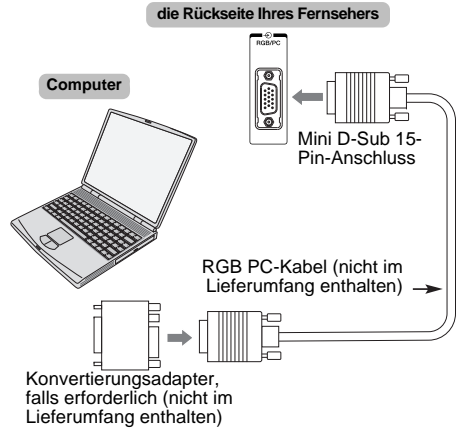 die Rückseite Ihres Fernsehers
RGB/PC
Computer
Mini D-Sub 15-
Pin-Anschluss
RGB PC-Kabel (nicht im
Lieferumfang enthalten)
Konvertierungsadapter,
falls erforderlich (nicht im
Lieferumfang enthalten)